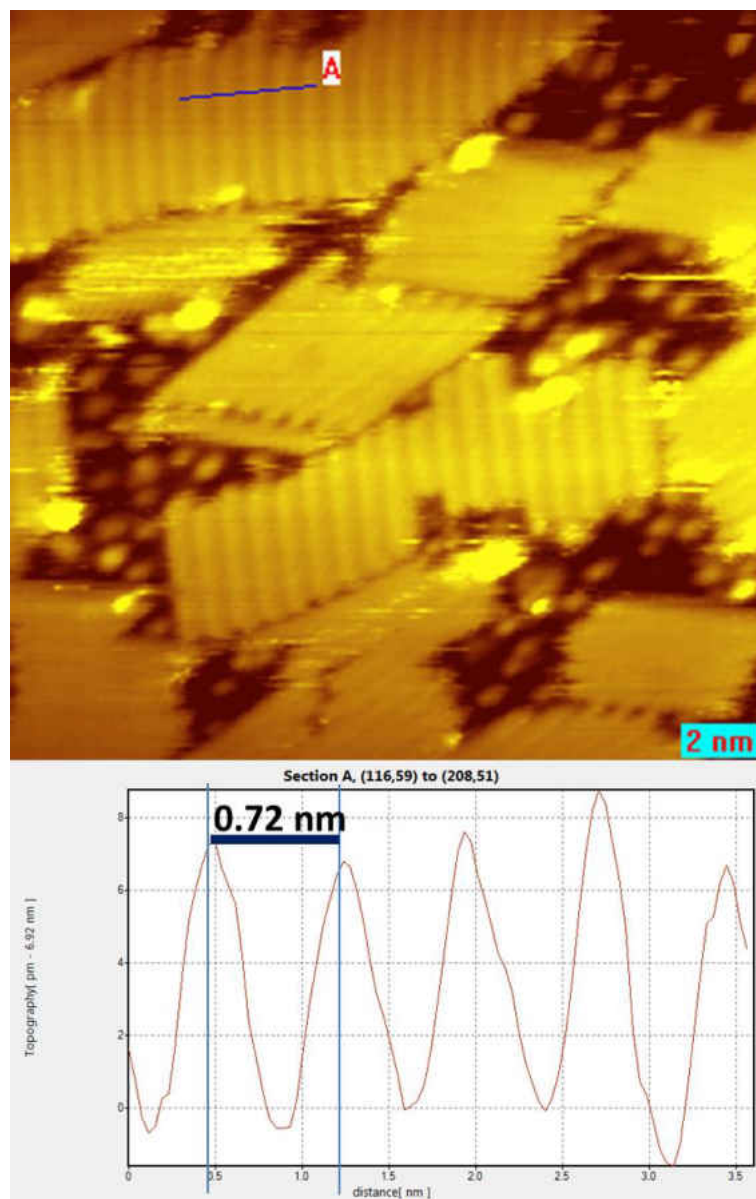 A
2 nm
Section A, (116,59) to (208,51)
0.72 nm
Topography[ pm - 6.92 nm ]
8
6
4
2
0
0 0.5 1.0 1.5 2.0 2.5 3.0 3.5
distance[ nm ]